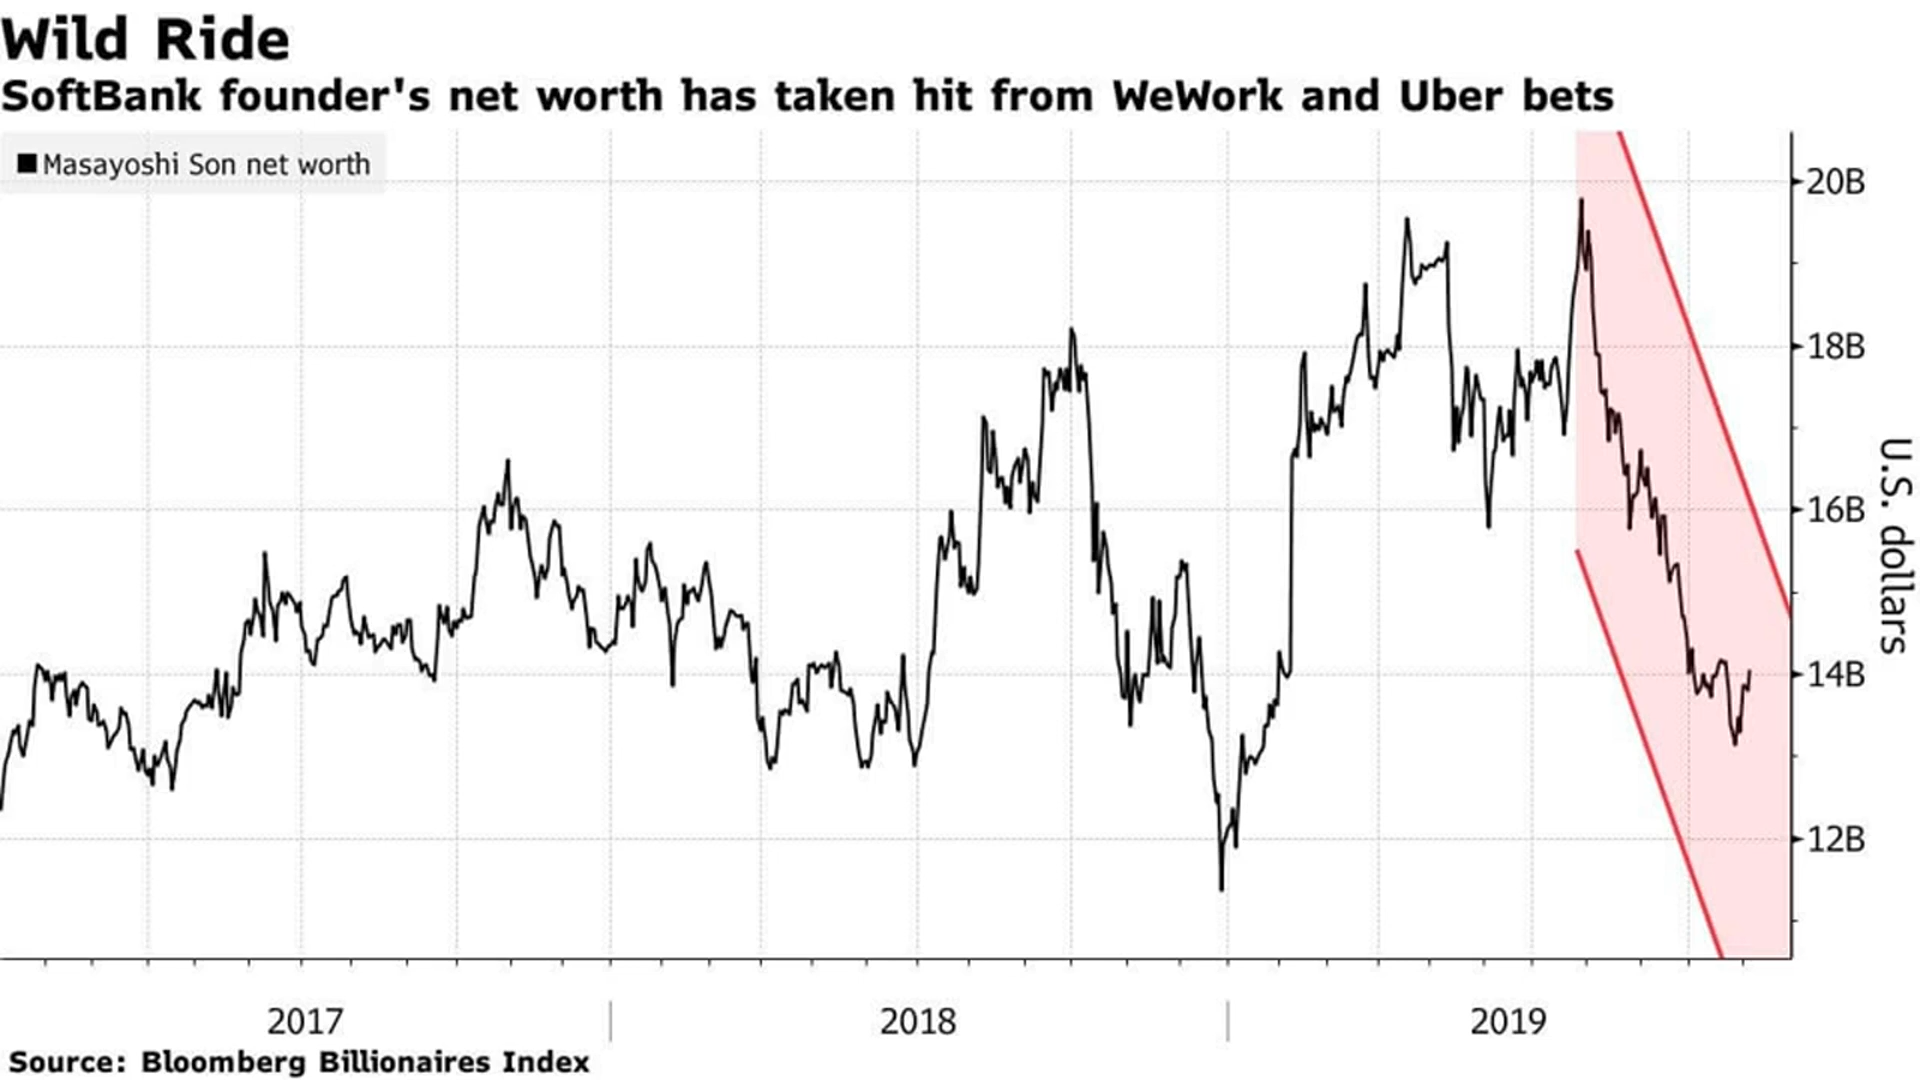 Wild Ride
SoftBank founder's net worth has taken hit from WeWork and Uber bets
Masayoshi Son net worth
20B
18B
16B
14B
12B
U.S. dollars
2017
2018
2019
Source: Bloomberg Billionaires Index